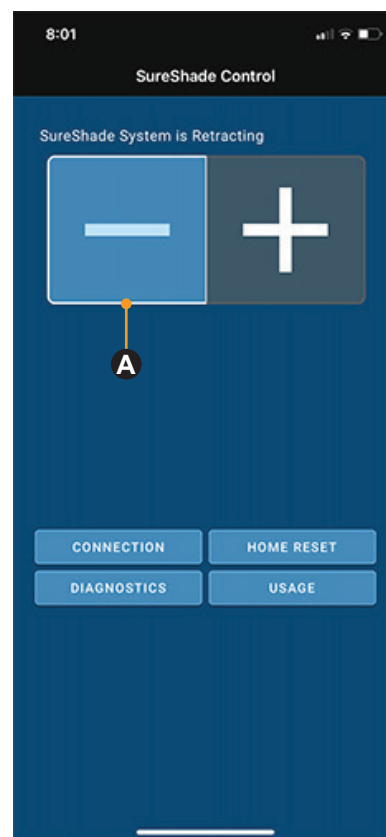 8:01
SureShade Control
SureShade System is Retracting
A
CONNECTION HOME RESET
DIAGNOSTICS USAGE